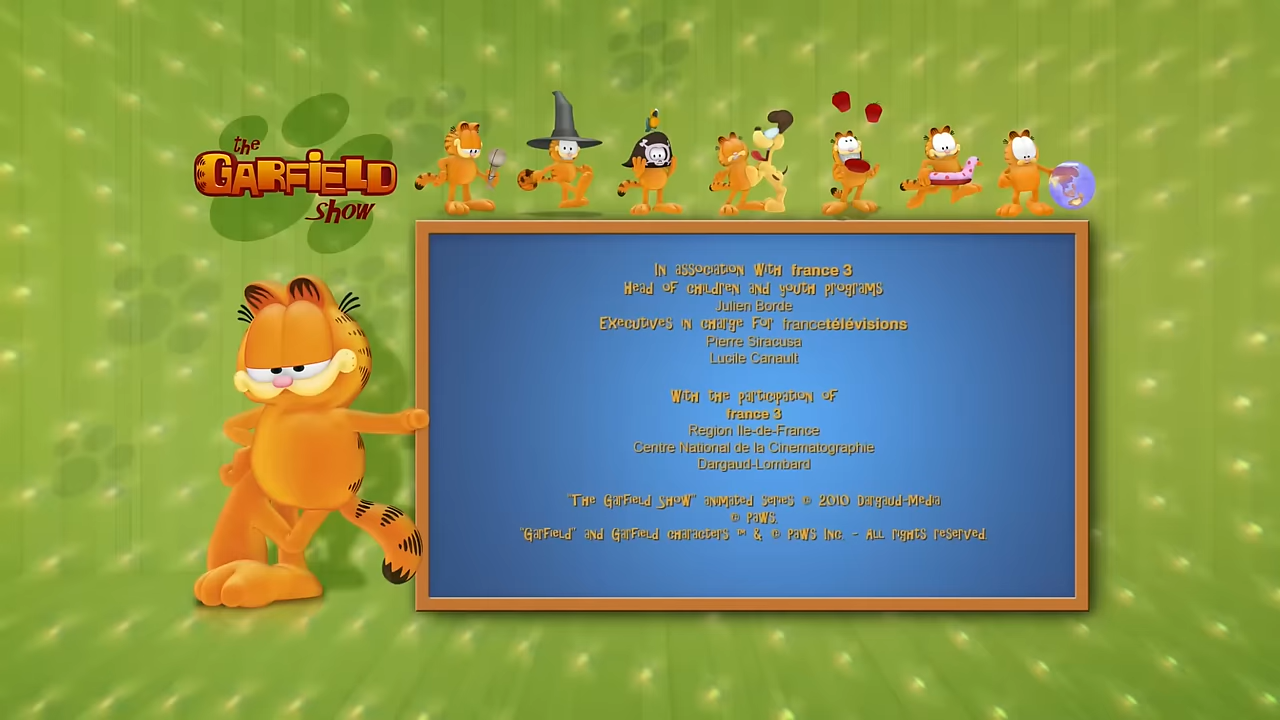 the
GARFIELD
show
In association with france 3
Head of children and youth programs
Julien Borde
Executives in charge for francetélévisions
Pierre Siracusa
Lucile Canault
With the participation of
france 3
Region Ile-de-France
Centre National de la Cinematographie
Dargaud-Lombard
"The Garfield Show" animated series © 2010 Dargaud-Media
© PAWS.
"Garfield" and Garfield characters ™ & © PAWS Inc. - All rights reserved.